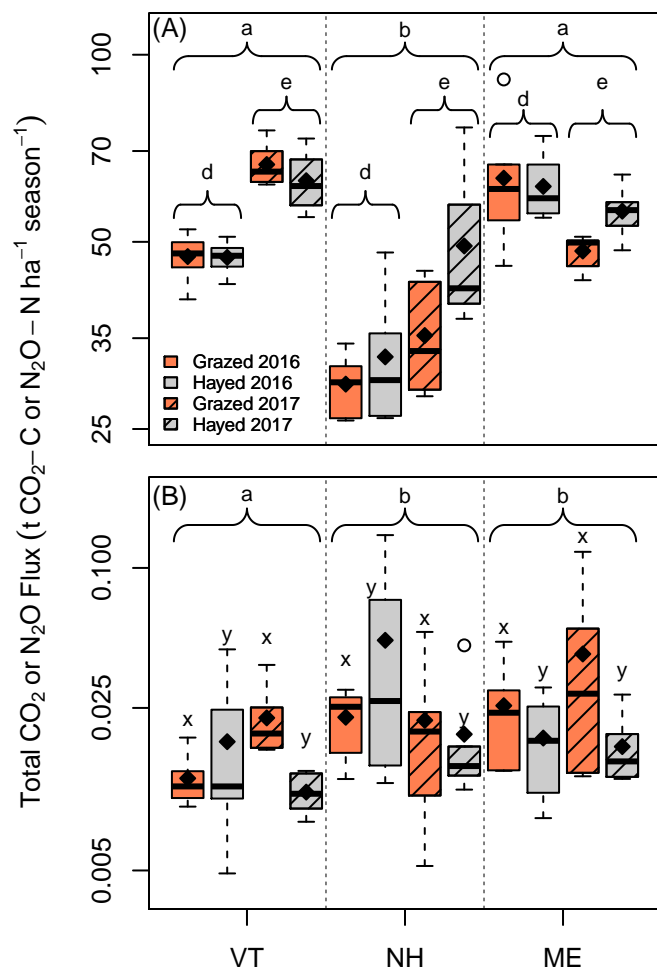 (A)
a
b
a
100
70
50
35
25
e
e
e
d
d
d
Grazed 2016
Hayed 2016
Grazed 2017
Hayed 2017
Total CO₂ or N₂O Flux (t CO₂−C or N₂O−N ha⁻¹ season⁻¹)
(B)
a
b
b
0.100
0.025
0.005
x
y
x
y
x
y
x
y
x
y
x
y
VT
NH
ME